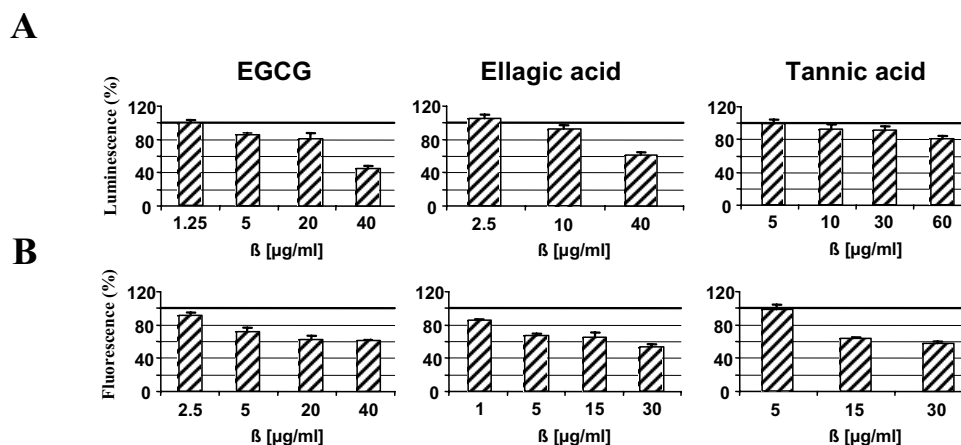 A
EGCG Ellagic acid Tannic acid
Luminescence (%)
120 120 120
80 80 80
40 40 40
0 0 0
1.25 5 20 40 2.5 10 40 5 10 30 60
ß [µg/ml] ß [µg/ml] ß [µg/ml]
B
Fluorescence (%)
120 120 120
80 80 80
40 40 40
0 0 0
2.5 5 20 40 1 5 15 30 5 15 30
ß [µg/ml] ß [µg/ml] ß [µg/ml]